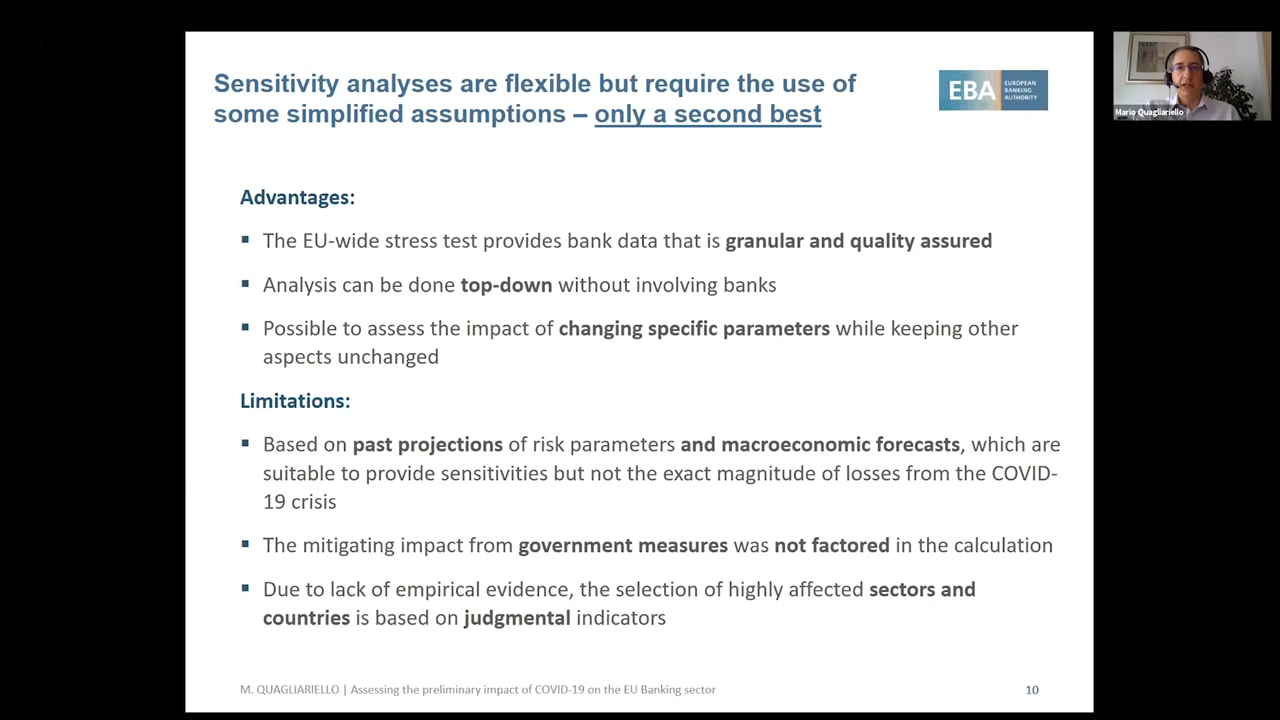 Sensitivity analyses are flexible but require the use of
some simplified assumptions – only a second best
EBA
EUROPEAN
BANKING
AUTHORITY
Mario Quagliariello
Advantages:
▪ The EU-wide stress test provides bank data that is granular and quality assured
▪ Analysis can be done top-down without involving banks
▪ Possible to assess the impact of changing specific parameters while keeping other
aspects unchanged
Limitations:
▪ Based on past projections of risk parameters and macroeconomic forecasts, which are
suitable to provide sensitivities but not the exact magnitude of losses from the COVID-
19 crisis
▪ The mitigating impact from government measures was not factored in the calculation
▪ Due to lack of empirical evidence, the selection of highly affected sectors and
countries is based on judgmental indicators
M. QUAGLIARIELLO | Assessing the preliminary impact of COVID-19 on the EU Banking sector
10